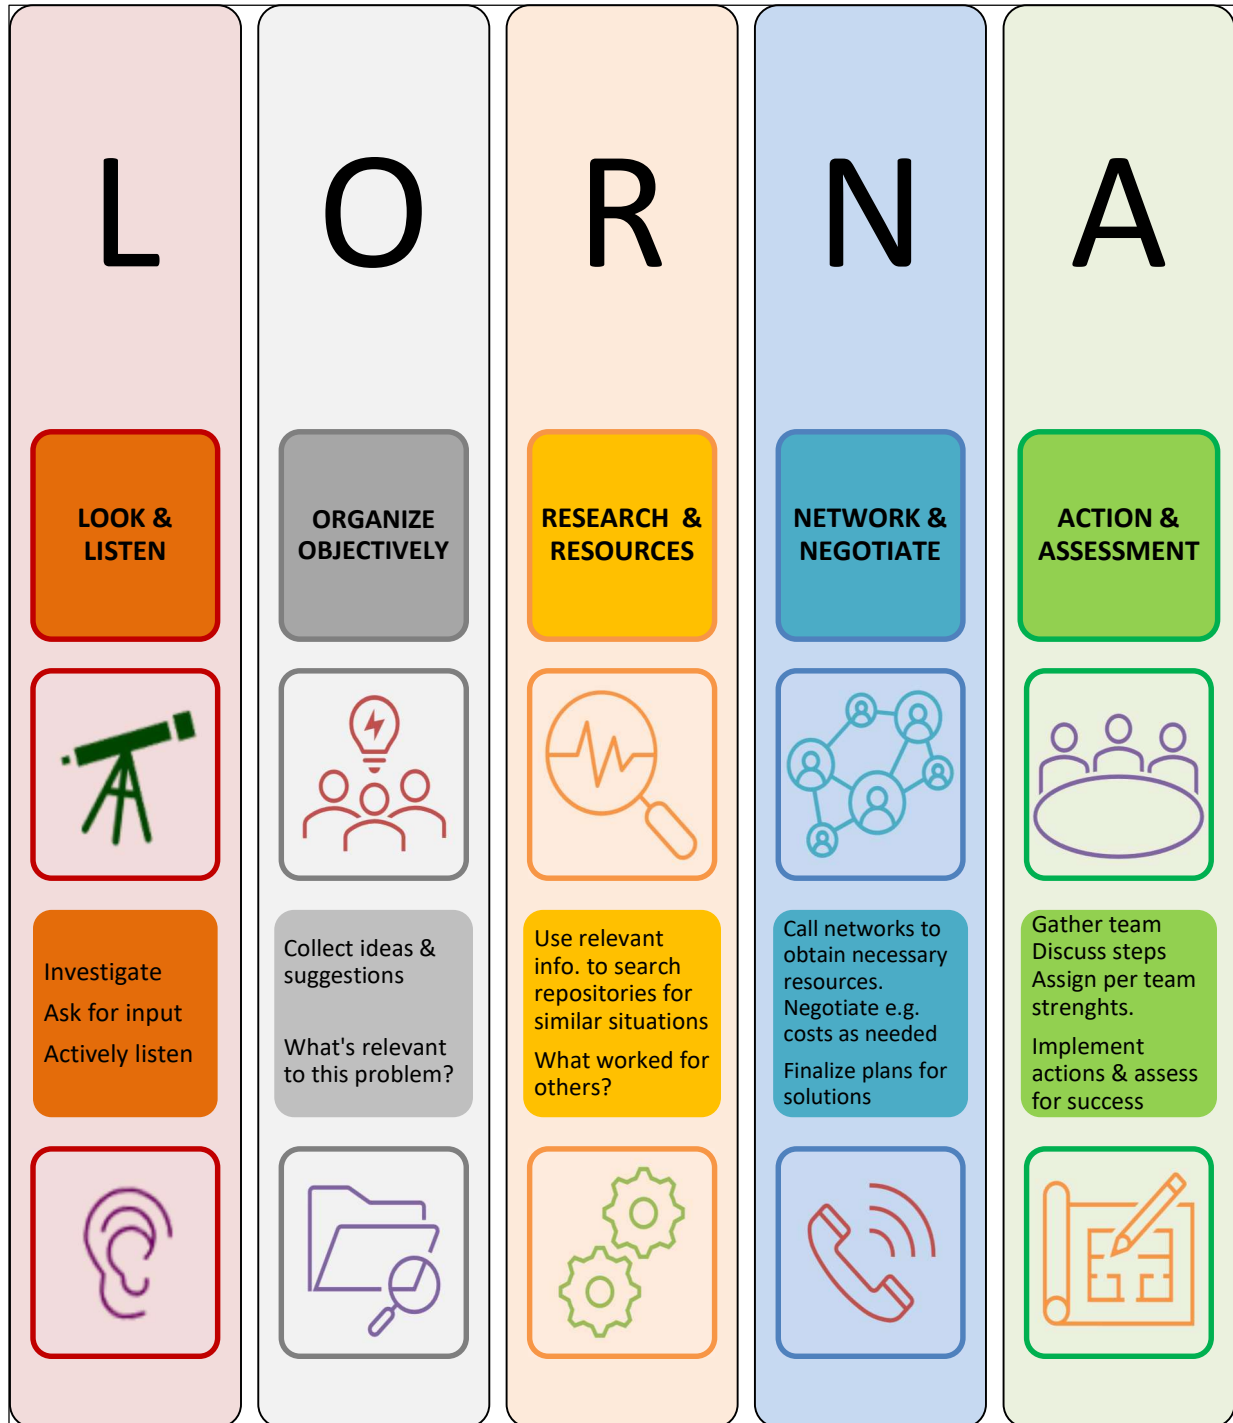 L
O
R
N
A
LOOK &
LISTEN
ORGANIZE
OBJECTIVELY
RESEARCH &
RESOURCES
NETWORK &
NEGOTIATE
ACTION &
ASSESSMENT
Investigate
Ask for input
Actively listen
Collect ideas &
suggestions
What's relevant
to this problem?
Use relevant
info. to search
repositories for
similar situations
What worked for
others?
Call networks to
obtain necessary
resources.
Negotiate e.g.
costs as needed
Finalize plans for
solutions
Gather team
Discuss steps
Assign per team
strenghts.
Implement
actions & assess
for success